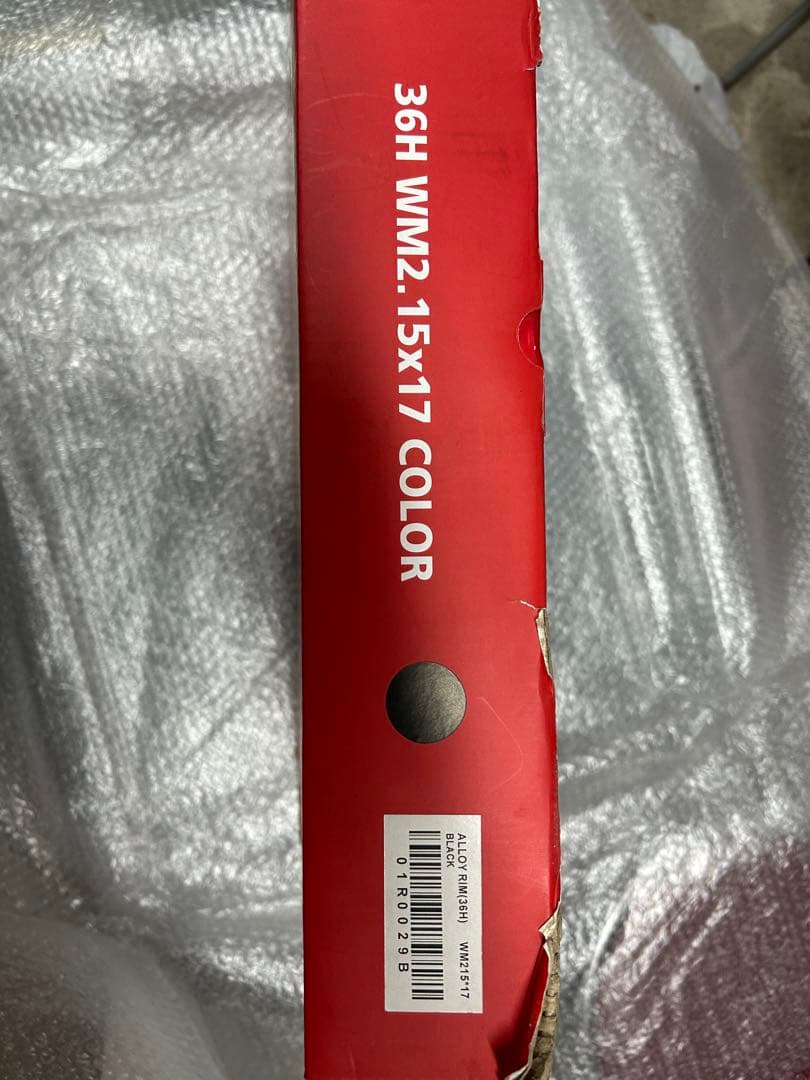 36H WM2.15x17 COLOR
ALLOY RIM(36H) WM215*17
BLACK
01R0029B